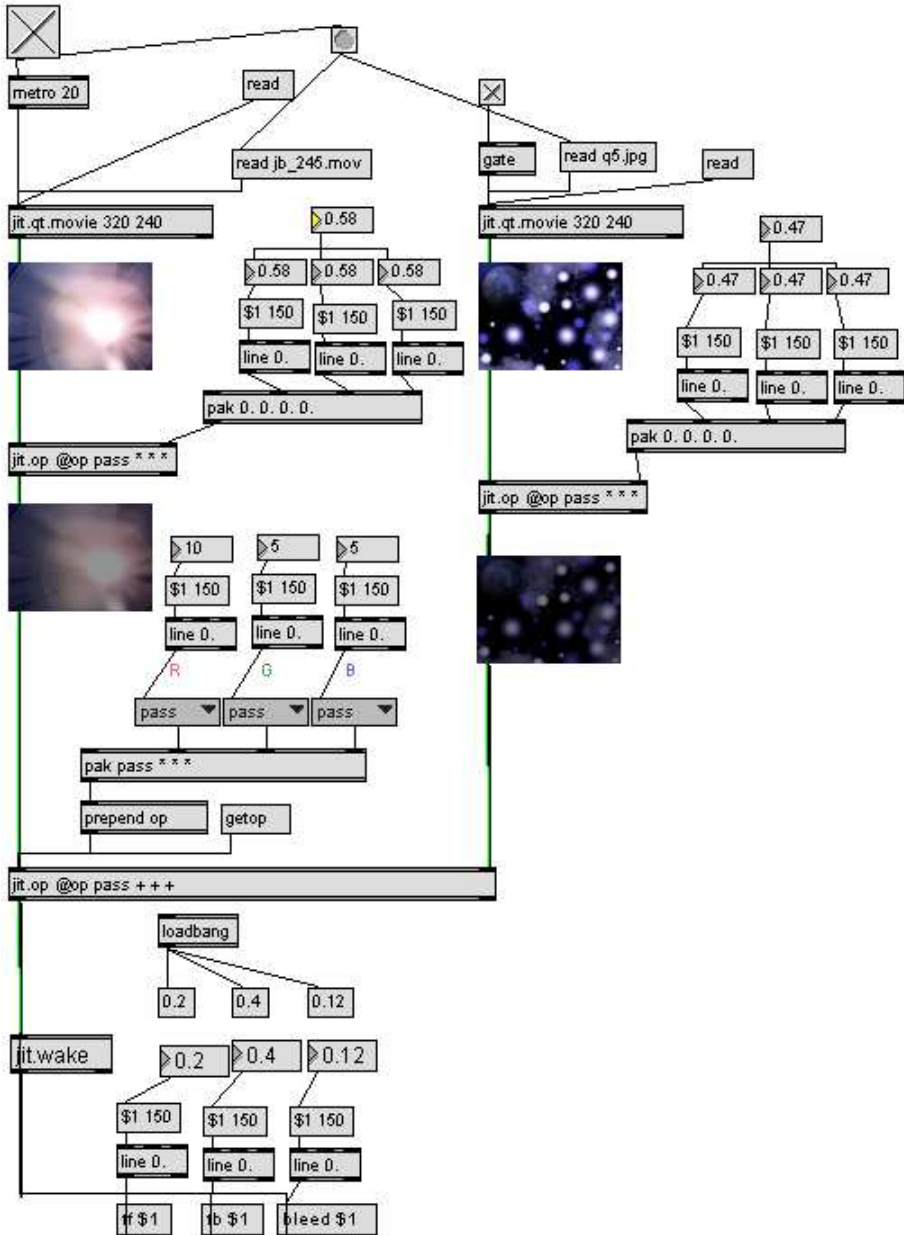 metro 20
read
read jb_245.mov
gate
read q5.jpg
read
jit.qt.movie 320 240
jit.qt.movie 320 240
0.58
0.58
0.58
0.58
$1 150
$1 150
$1 150
line 0.
line 0.
line 0.
pak 0. 0. 0. 0.
0.47
0.47
0.47
0.47
$1 150
$1 150
$1 150
line 0.
line 0.
line 0.
pak 0. 0. 0. 0.
jit.op @op pass * * *
jit.op @op pass * * *
10
5
5
$1 150
$1 150
$1 150
line 0.
line 0.
line 0.
R
G
B
pass
pass
pass
pak pass * * *
prepend op
getop
jit.op @op pass + + +
loadbang
0.2
0.4
0.12
jit.wake
0.2
0.4
0.12
$1 150
$1 150
$1 150
line 0.
line 0.
line 0.
ff $1
fb $1
bleed $1